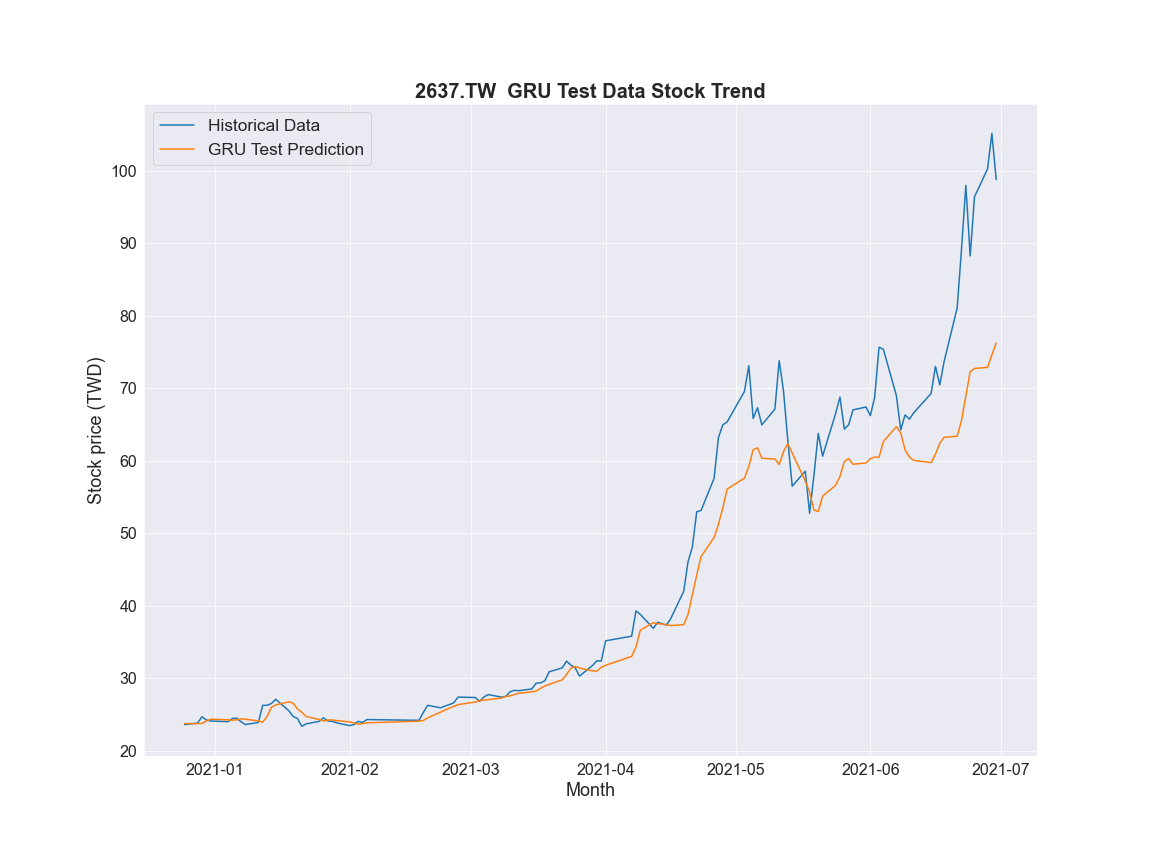 2637.TW  GRU Test Data Stock Trend
Historical Data
GRU Test Prediction
Stock price (TWD)
100
90
80
70
60
50
40
30
20
2021-01 2021-02 2021-03 2021-04 2021-05 2021-06 2021-07
Month